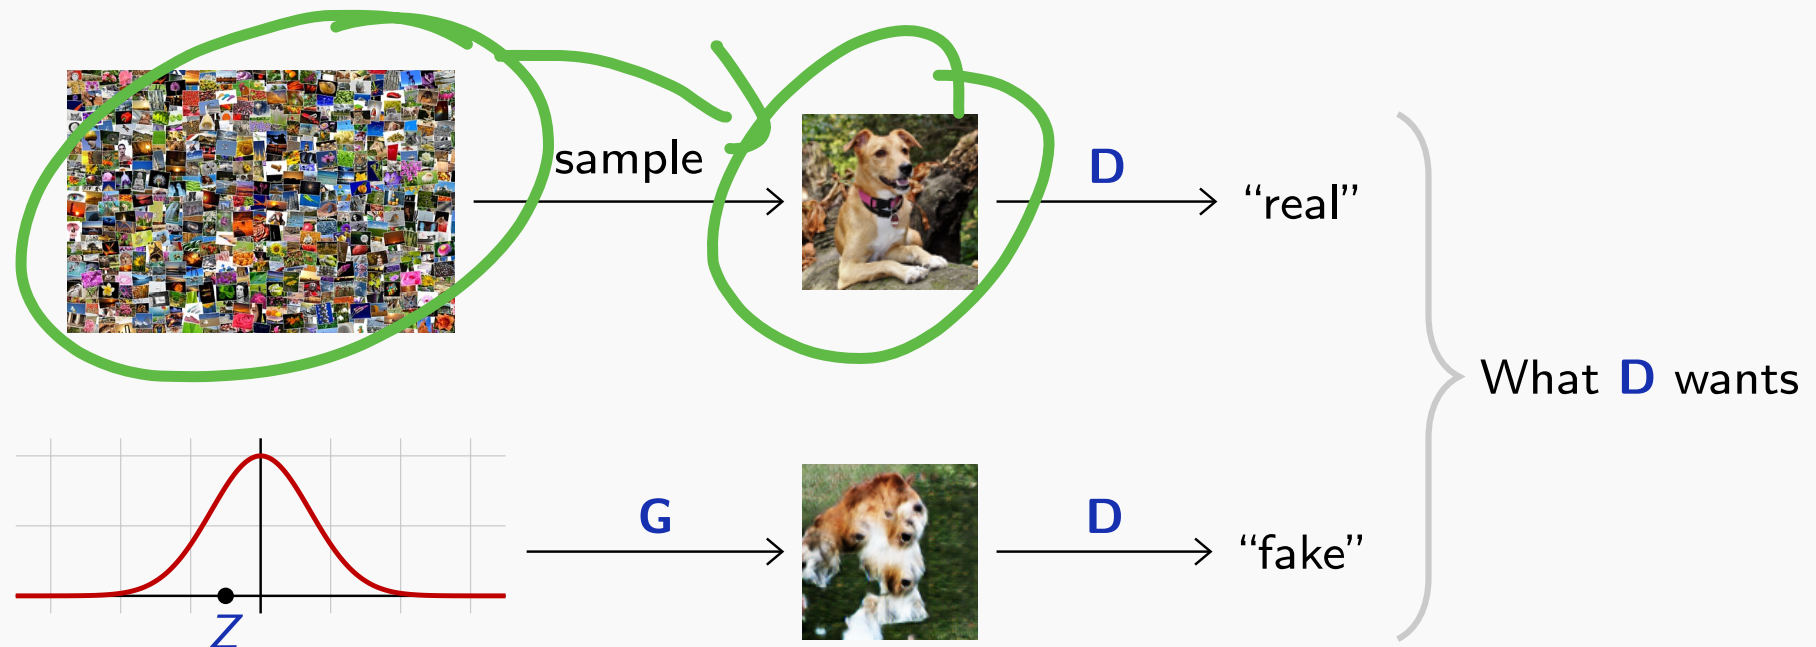 sample
D
“real”
What D wants
G
D
“fake”
Z